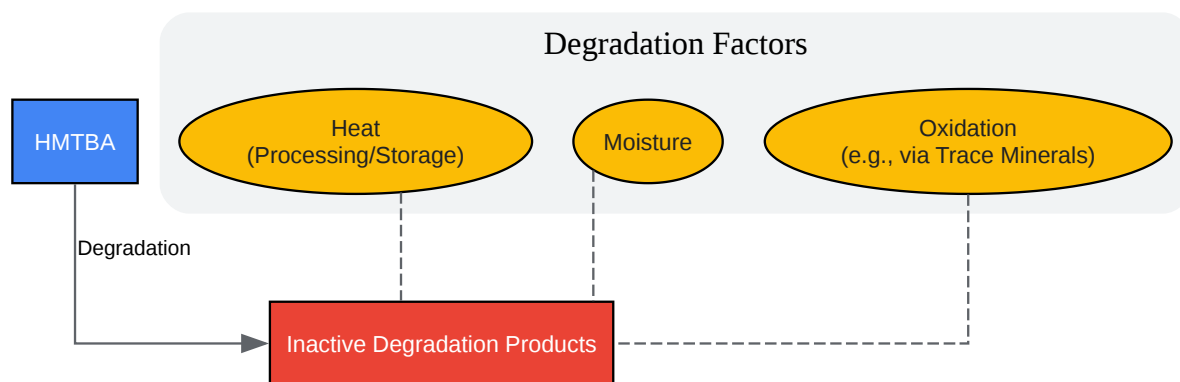 Degradation Factors
HMTBA
Heat
(Processing/Storage)
Moisture
Oxidation
(e.g., via Trace Minerals)
Degradation
Inactive Degradation Products